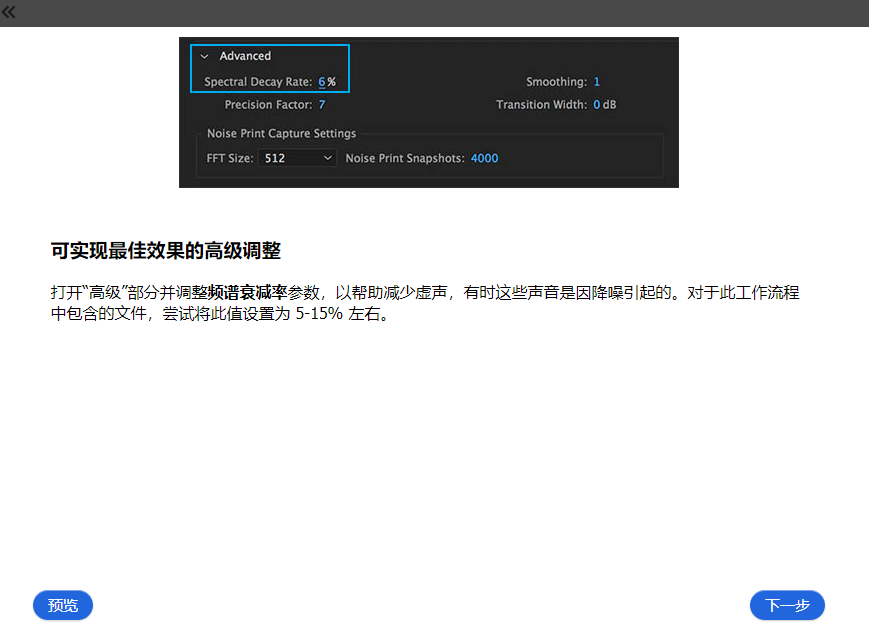 Advanced
Spectral Decay Rate: 6 %
Smoothing: 1
Precision Factor: 7
Transition Width: 0 dB
Noise Print Capture Settings
FFT Size: 512
Noise Print Snapshots: 4000
可实现最佳效果的高级调整
打开“高级”部分并调整频谱衰减率参数，以帮助减少虚声，有时这些声音是因降噪引起的。对于此工作流程
中包含的文件，尝试将此值设置为 5-15% 左右。
预览
下一步